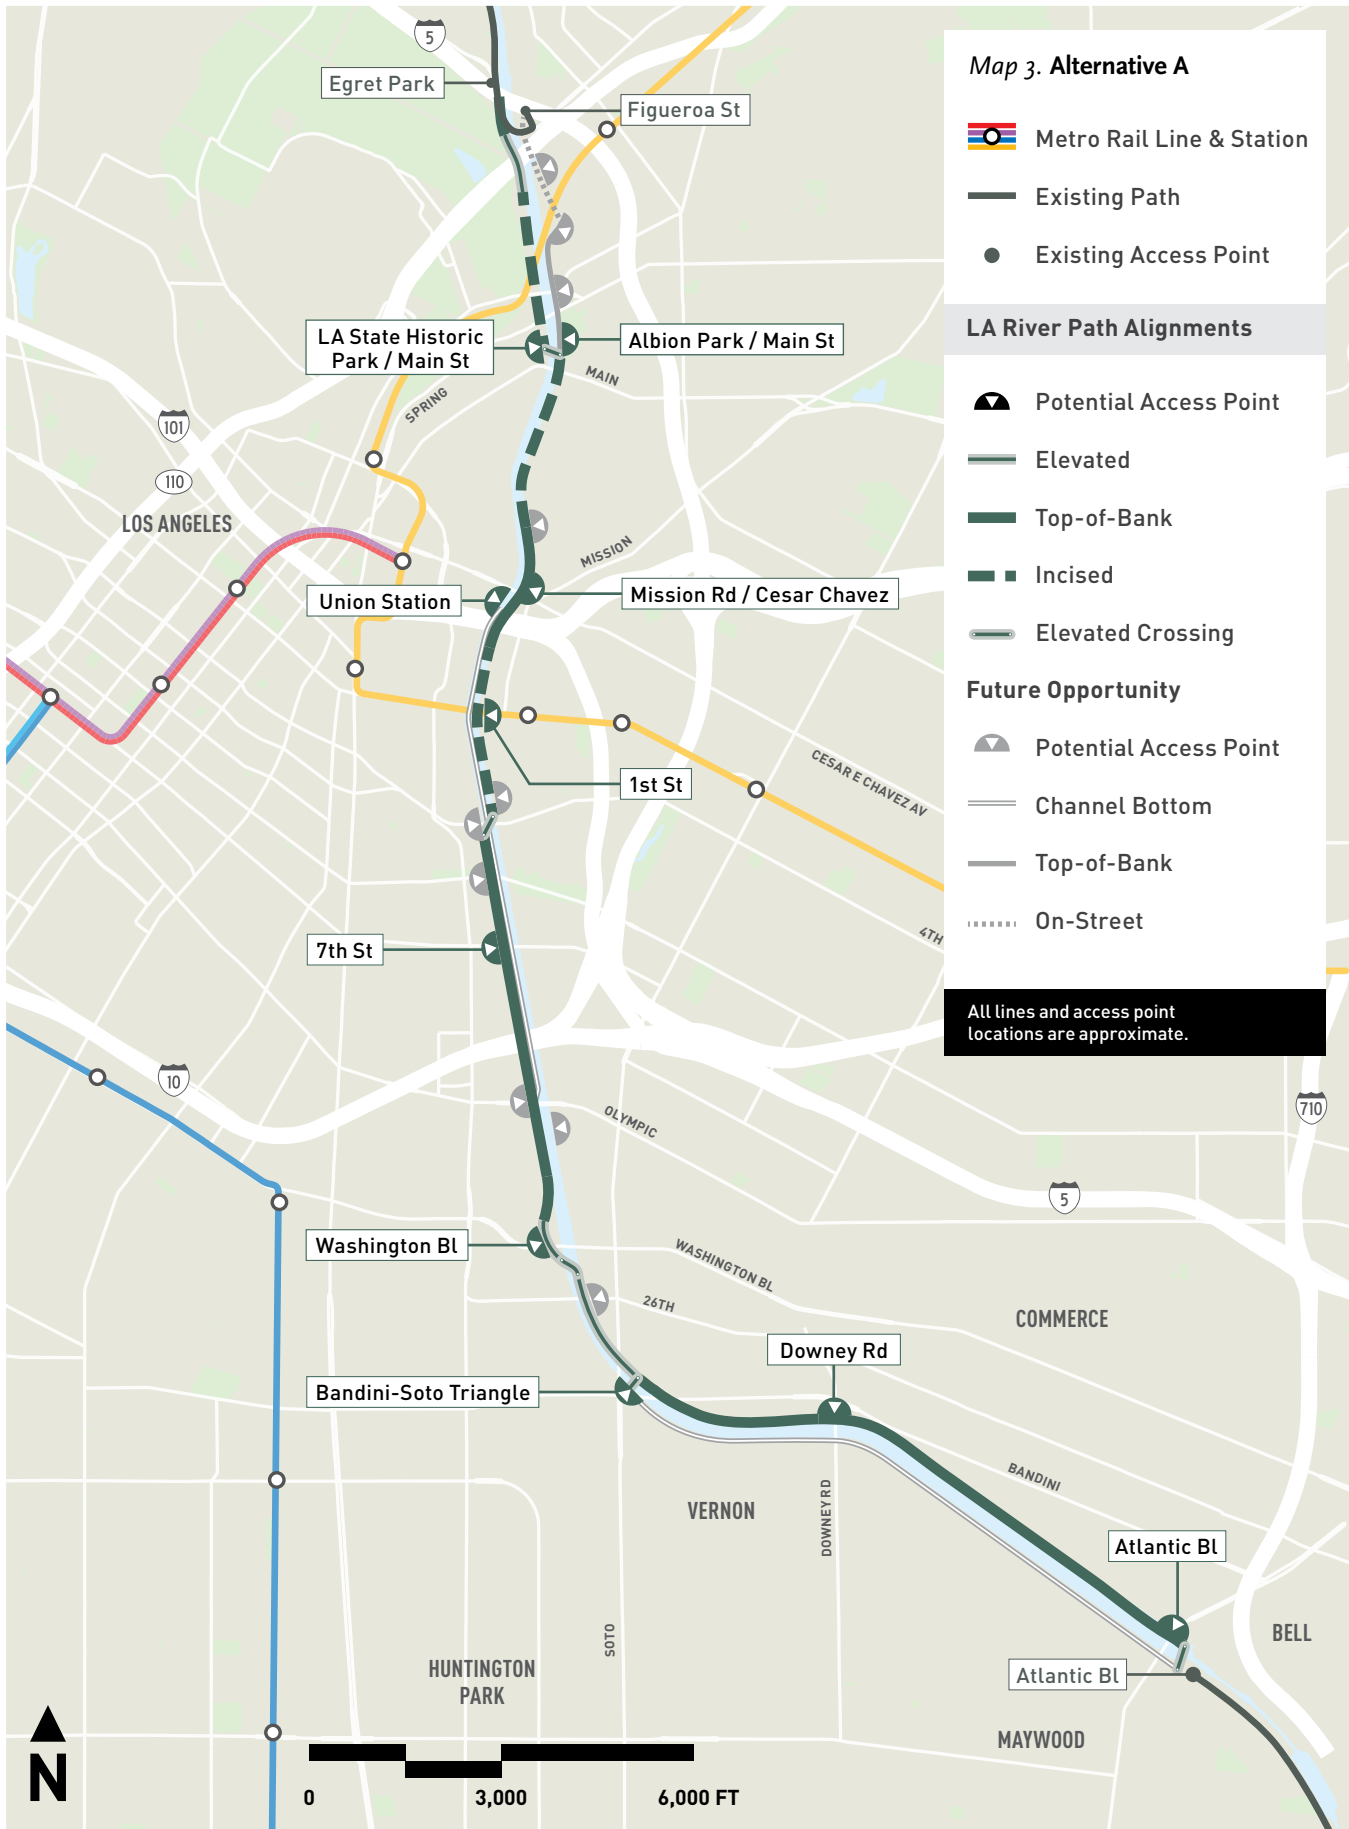 5
Egret Park
Figueroa St
LA State Historic
Park / Main St
Albion Park / Main St
MAIN
SPRING
101
110
LOS ANGELES
MISSION
Union Station
Mission Rd / Cesar Chavez
1st St
CESAR E CHAVEZ AV
4TH
7th St
10
OLYMPIC
710
5
Washington Bl
WASHINGTON BL
26TH
COMMERCE
Downey Rd
Bandini-Soto Triangle
BANDINI
VERNON
DOWNEY RD
Atlantic Bl
SOTO
BELL
HUNTINGTON
PARK
Atlantic Bl
MAYWOOD
N
0
3,000
6,000 FT
Map 3. Alternative A
Metro Rail Line & Station
Existing Path
Existing Access Point
LA River Path Alignments
Potential Access Point
Elevated
Top-of-Bank
Incised
Elevated Crossing
Future Opportunity
Potential Access Point
Channel Bottom
Top-of-Bank
On-Street
All lines and access point
locations are approximate.